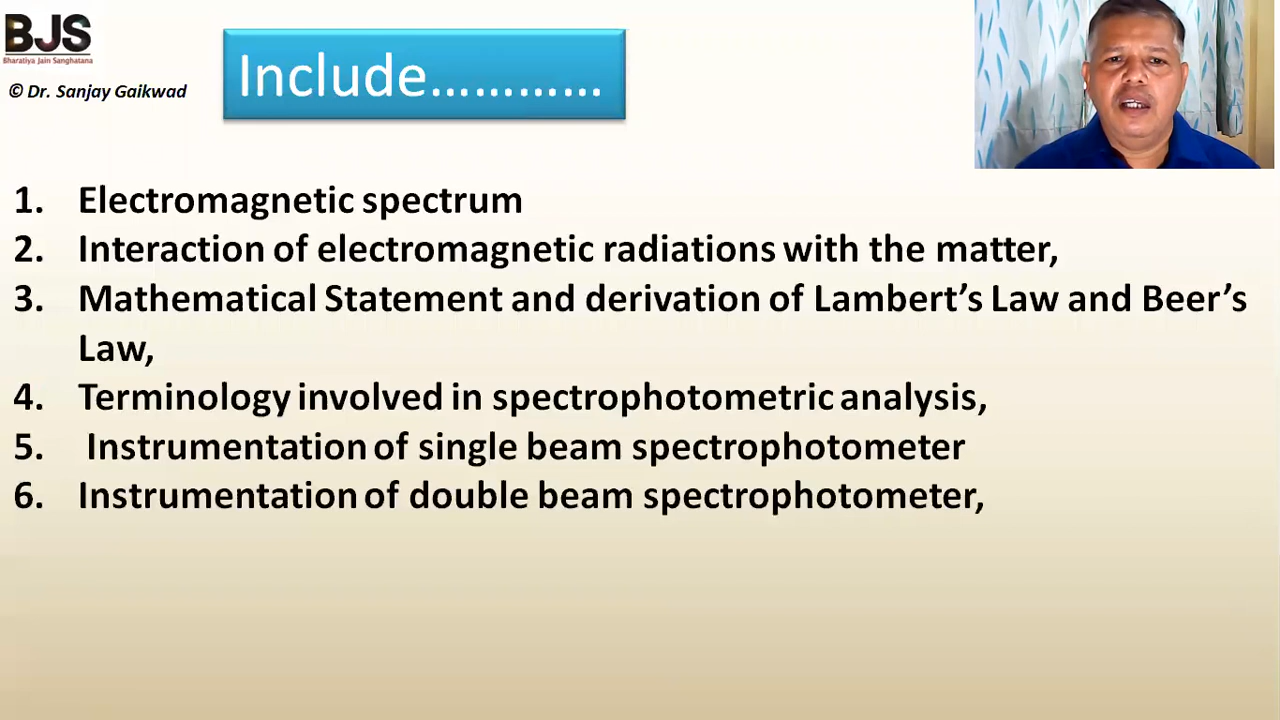 BJS
Bharatiya Jain Sanghatana
© Dr. Sanjay Gaikwad
Include…………
1. Electromagnetic spectrum
2. Interaction of electromagnetic radiations with the matter,
3. Mathematical Statement and derivation of Lambert’s Law and Beer’s
Law,
4. Terminology involved in spectrophotometric analysis,
5. Instrumentation of single beam spectrophotometer
6. Instrumentation of double beam spectrophotometer,